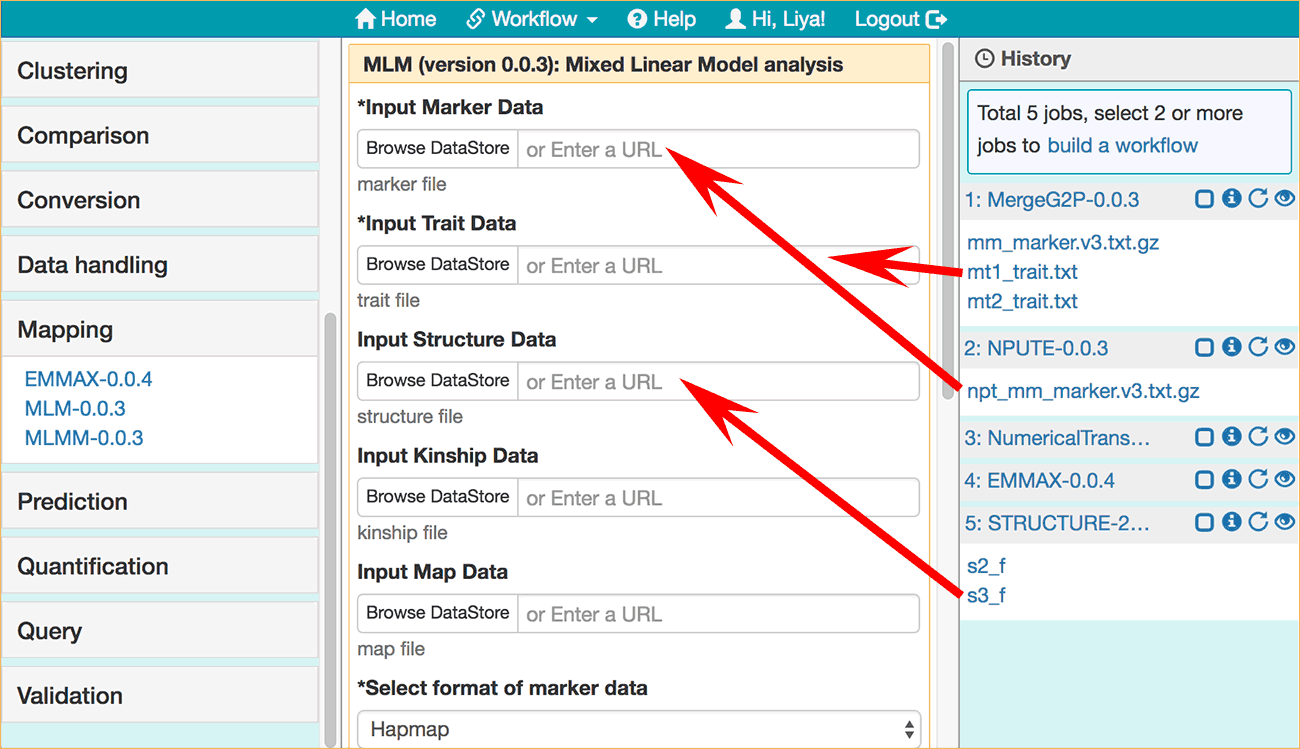 Home Workflow Help Hi, Liya! Logout
Clustering
Comparison
Conversion
Data handling
Mapping
EMMAX-0.0.4
MLM-0.0.3
MLMM-0.0.3
Prediction
Quantification
Query
Validation
MLM (version 0.0.3): Mixed Linear Model analysis
*Input Marker Data
Browse DataStore or Enter a URL
marker file
*Input Trait Data
Browse DataStore or Enter a URL
trait file
Input Structure Data
Browse DataStore or Enter a URL
structure file
Input Kinship Data
Browse DataStore or Enter a URL
kinship file
Input Map Data
Browse DataStore or Enter a URL
map file
*Select format of marker data
Hapmap
History
Total 5 jobs, select 2 or more
jobs to build a workflow
1: MergeG2P-0.0.3
mm_marker.v3.txt.gz
mt1_trait.txt
mt2_trait.txt
2: NPUTE-0.0.3
npt_mm_marker.v3.txt.gz
3: NumericalTrans...
4: EMMAX-0.0.4
5: STRUCTURE-2...
s2_f
s3_f